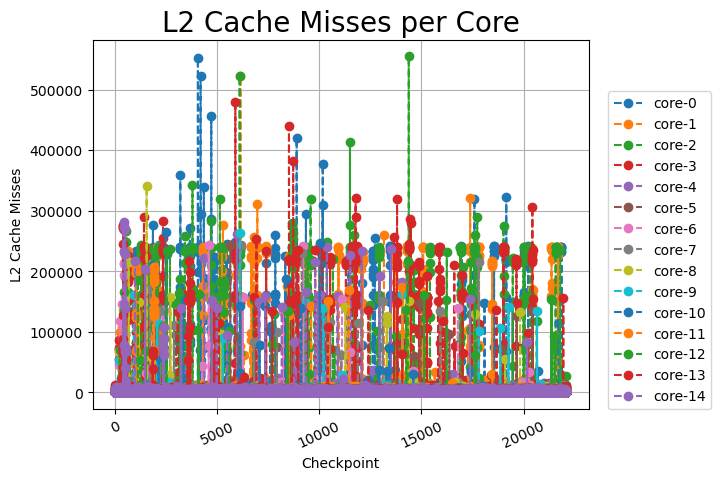 L2 Cache Misses per Core
L2 Cache Misses
500000
400000
300000
200000
100000
0
0
5000
10000
15000
20000
Checkpoint
core-0
core-1
core-2
core-3
core-4
core-5
core-6
core-7
core-8
core-9
core-10
core-11
core-12
core-13
core-14